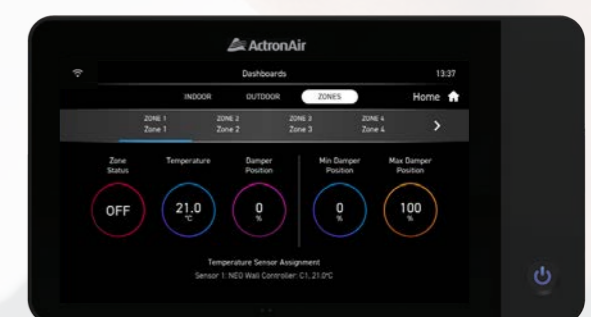 ActronAir
Dashboards 13:37
INDOOR OUTDOOR ZONES Home
ZONE 1 ZONE 2 ZONE 3 ZONE 4
Zone 1 Zone 2 Zone 3 Zone 4 >
Zone Status Temperature Damper Position Min Damper Position Max Damper Position
OFF 21.0 °C 0 % 0 % 100 %
Temperature Sensor Assignment
Sensor 1: NEO Wall Controller: C1, 21.0°C